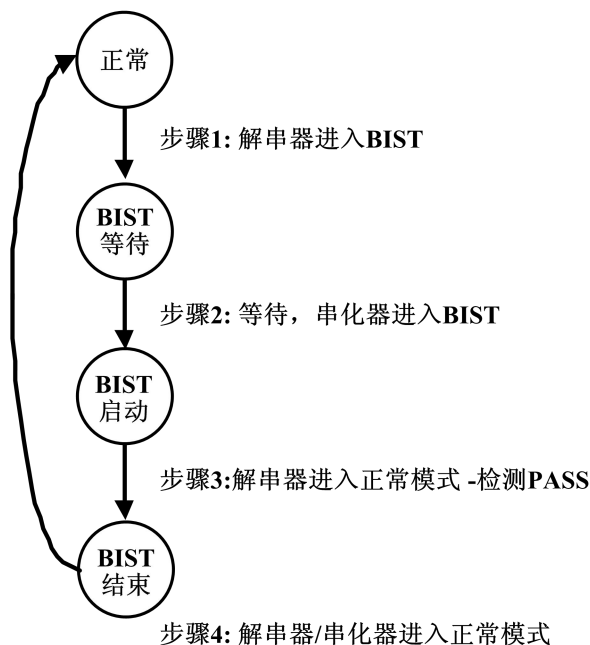 正常
步骤1: 解串器进入BIST
BIST
等待
步骤2: 等待，串化器进入BIST
BIST
启动
步骤3:解串器进入正常模式 -检测PASS
BIST
结束
步骤4: 解串器/串化器进入正常模式